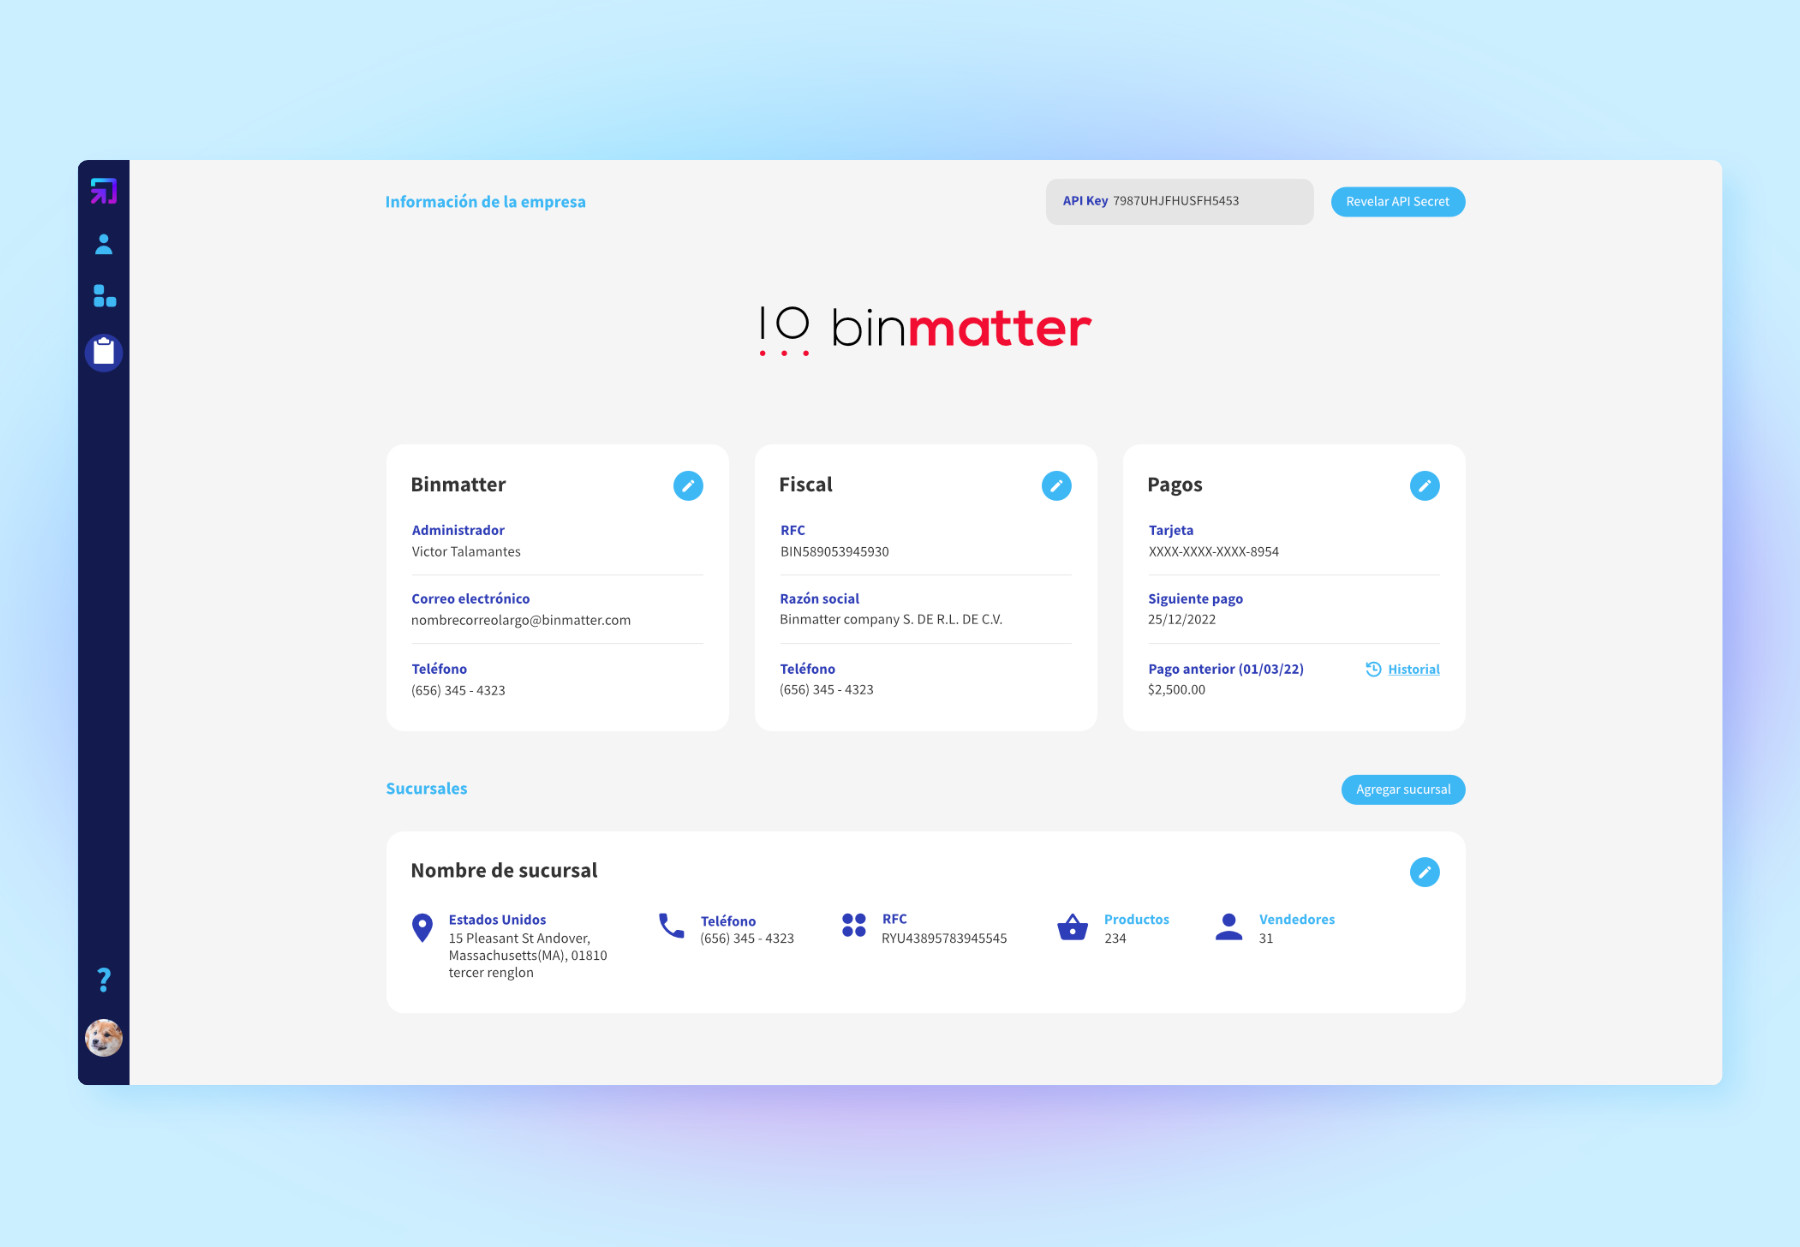 Información de la empresa
API Key 7987UHJFHUSFH5453
Revelar API Secret
IO binmatter
Binmatter
Administrador
Victor Talamantes
Correo electrónico
nombrecorreolargo@binmatter.com
Teléfono
(656) 345 - 4323
Fiscal
RFC
BIN589053945930
Razón social
Binmatter company S. DE R.L. DE C.V.
Teléfono
(656) 345 - 4323
Pagos
Tarjeta
XXXX-XXXX-XXXX-8954
Siguiente pago
25/12/2022
Pago anterior (01/03/22)
Historial
$2,500.00
Sucursales
Agregar sucursal
Nombre de sucursal
Estados Unidos
15 Pleasant St Andover,
Massachusetts(MA), 01810
tercer renglon
Teléfono
(656) 345 - 4323
RFC
RYU43895783945545
Productos
234
Vendedores
31
?